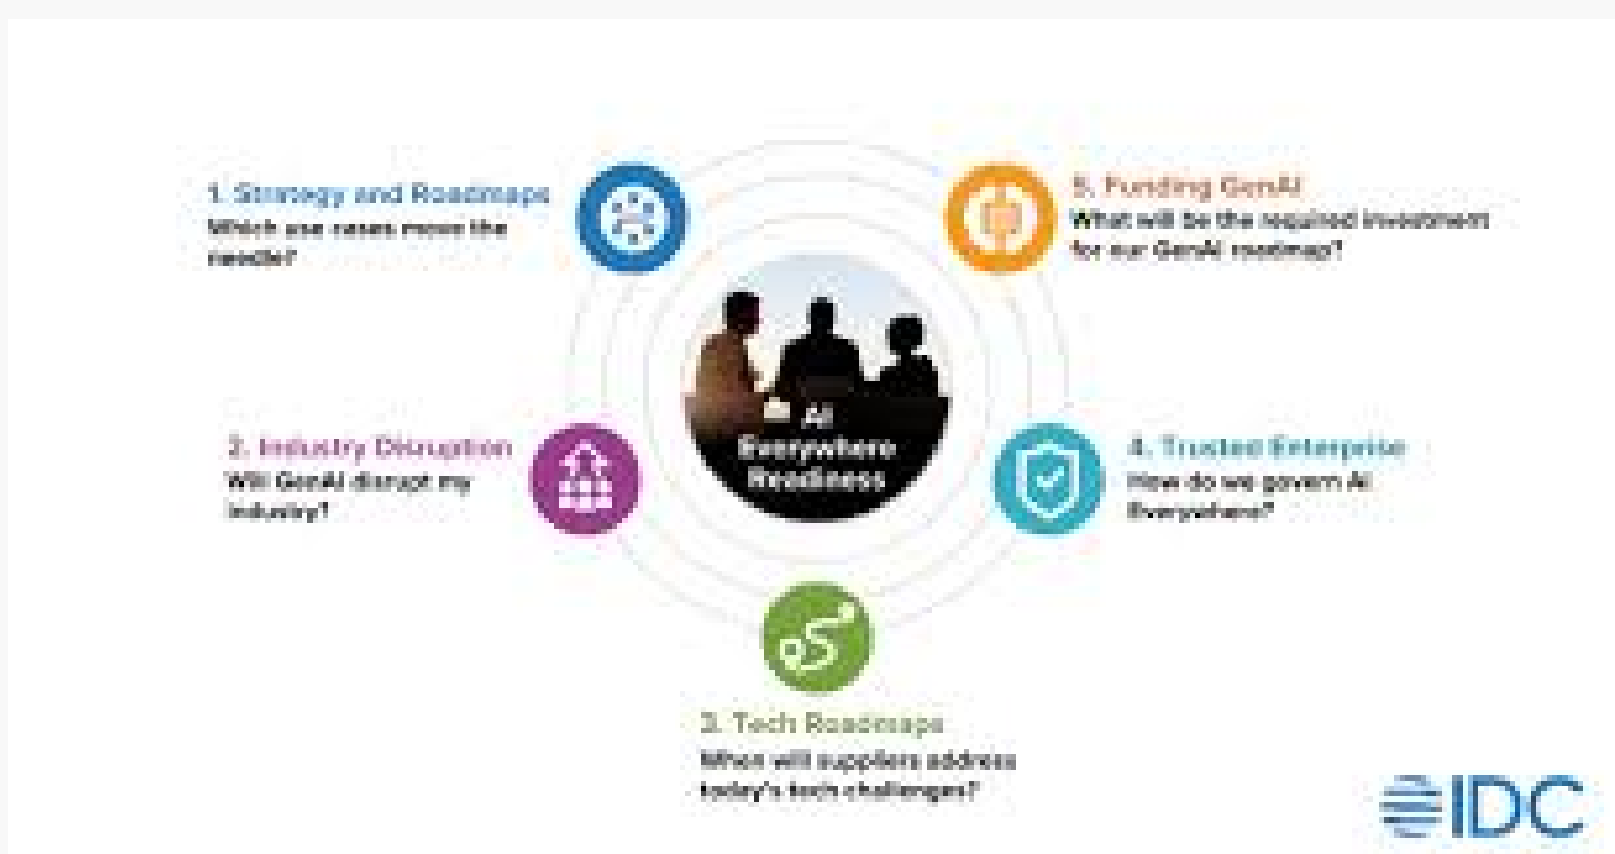 1. Strategy and Roadmaps
Which use cases move the
needle?
2. Industry Disruption
Will GenAI disrupt my
industry?
3. Tech Roadmaps
When will suppliers address
today's tech challenges?
4. Trusted Enterprise
How do we govern AI
Everywhere?
5. Funding GenAI
What will be the required investment
for our GenAI roadmap?
AI
Everywhere
Readiness
IDC